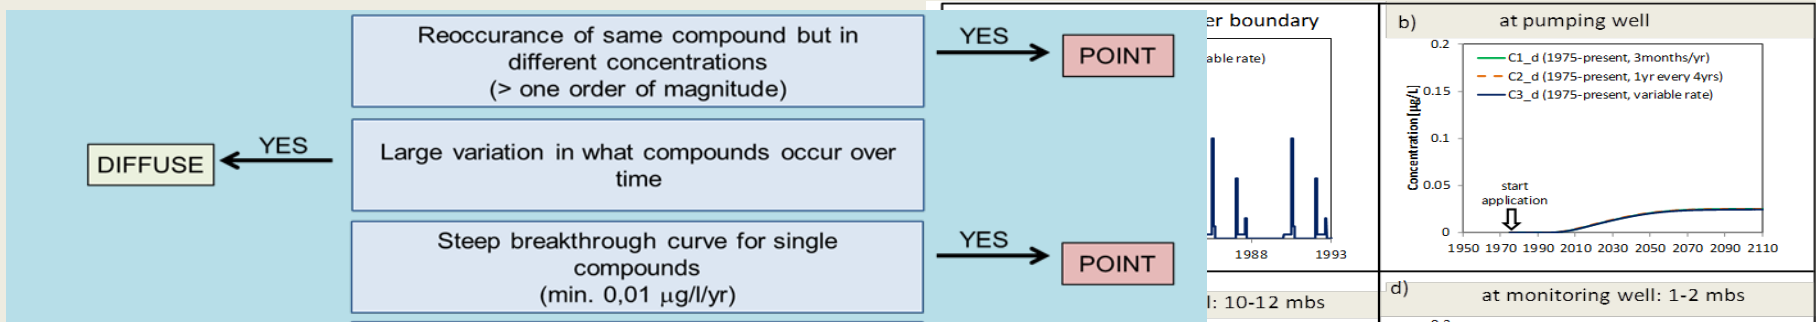 Reoccurance of same compound but in
different concentrations
(> one order of magnitude)
YES
POINT
DIFFUSE
YES
Large variation in what compounds occur over
time
Steep breakthrough curve for single
compounds
(min. 0,01 µg/l/yr)
YES
POINT
er boundary
able rate)
1988
1993
l: 10-12 mbs
b)
at pumping well
0.2
0.15
0.1
0.05
0
Concentration [µg/L]
C1_d (1975-present, 3months/yr)
C2_d (1975-present, 1yr every 4yrs)
C3_d (1975-present, variable rate)
start
application
1950 1970 1990 2010 2030 2050 2070 2090 2110
d)
at monitoring well: 1-2 mbs